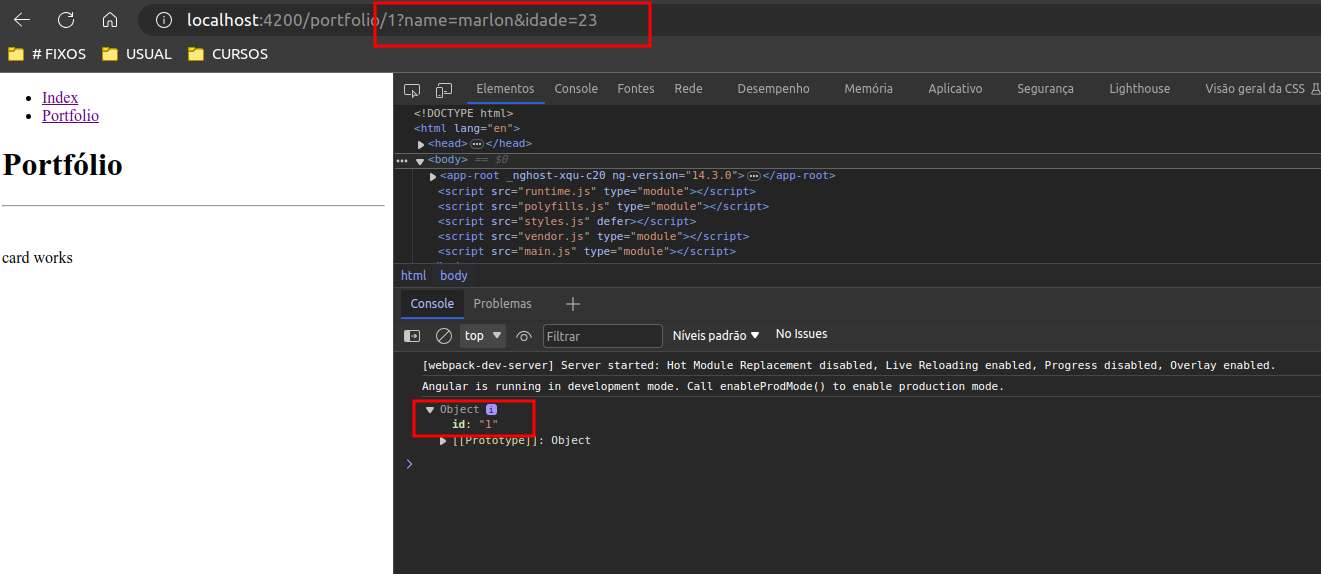 localhost:4200/portfolio/1?name=marlon&idade=23
# FIXOS USUAL CURSOS
Index
Portfolio
Portfólio
card works
Elementos Console Fontes Rede Desempenho Memória Segurança Aplicativo Lighthouse Visão geral da CSS
<!DOCTYPE html>
<html lang="en">
<head> ••• </head>
••• <body> == $0
<app-root _nghost-xqu-c20 ng-version="14.3.0"> ••• </app-root>
<script src="runtime.js" type="module"></script>
<script src="polyfills.js" type="module"></script>
<script src="styles.js" defer></script>
<script src="vendor.js" type="module"></script>
<script src="main.js" type="module"></script>
html body
Console Problemas
top Filtrar Níveis padrão No Issues
[webpack-dev-server] Server started: Hot Module Replacement disabled, Live Reloading enabled, Progress disabled, Overlay enabled.
Angular is running in development mode. Call enableProdMode() to enable production mode.
Object i
id: "1"
[[Prototype]]: Object